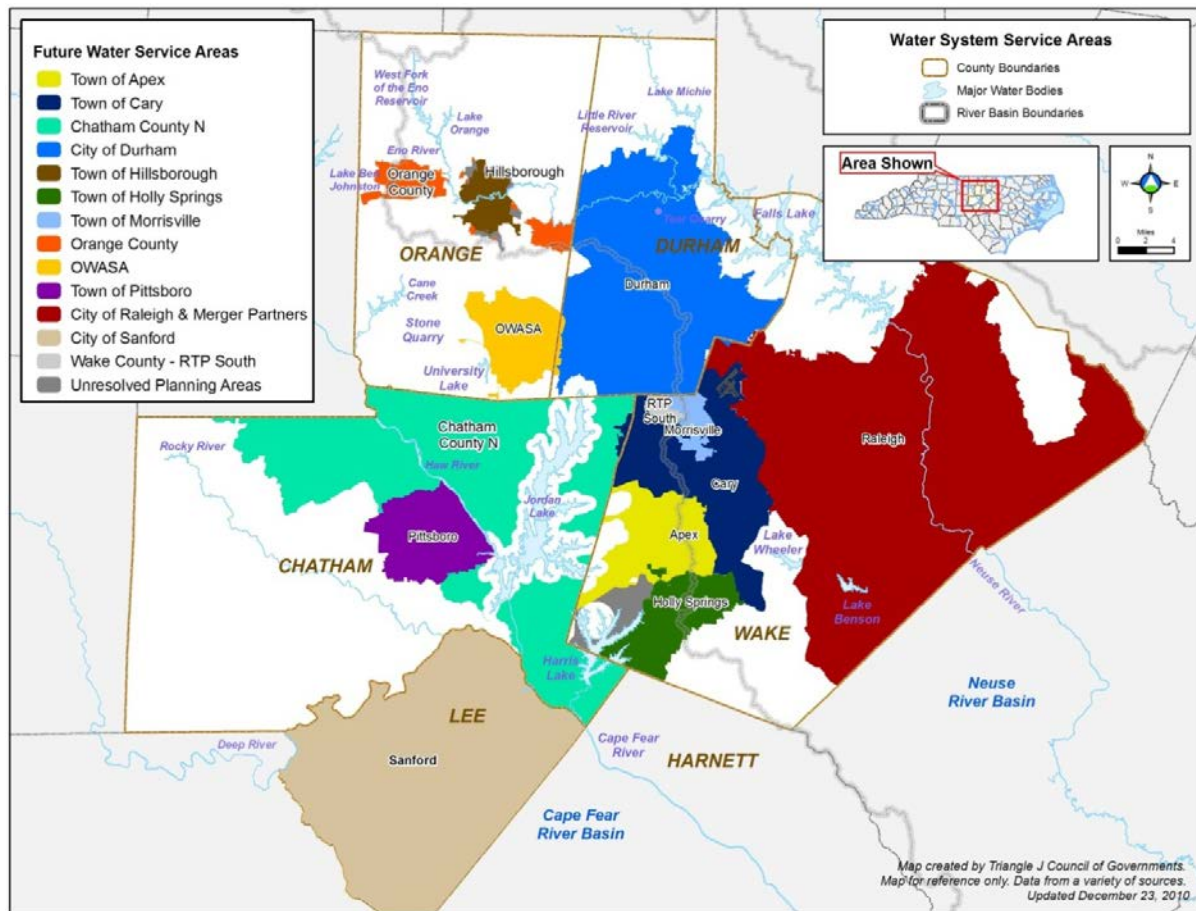 Future Water Service Areas
Town of Apex
Town of Cary
Chatham County N
City of Durham
Town of Hillsborough
Town of Holly Springs
Town of Morrisville
Orange County
OWASA
Town of Pittsboro
City of Raleigh & Merger Partners
City of Sanford
Wake County - RTP South
Unresolved Planning Areas
Water System Service Areas
County Boundaries
Major Water Bodies
River Basin Boundaries
Area Shown
N
W
E
S
Miles
0 2 4
West Fork
of the Eno
Reservoir
Lake
Orange
Little River
Reservoir
Lake Michie
Eno River
Lake Ben
Johnston
Orange
County
Hillsborough
Teer Quarry
Falls Lake
ORANGE
DURHAM
Durham
Cane
Creek
Stone
Quarry
OWASA
University
Lake
Chatham
County N
RTP
South
Morrisville
Raleigh
Rocky River
Haw River
Jordan
Lake
Cary
Pittsboro
Apex
Lake
Wheeler
CHATHAM
Holly Springs
Lake
Benson
Neuse River
WAKE
Harris
Lake
Neuse
River Basin
LEE
Deep River
Sanford
Cape Fear
River
HARNETT
Cape Fear
River Basin
Map created by Triangle J Council of Governments.
Map for reference only. Data from a variety of sources.
Updated December 23, 2010